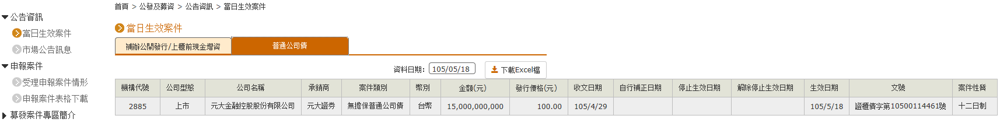 首頁 > 公發及募資 > 公告資訊 > 當日生效案件
公告資訊
當日生效案件
市場公告訊息
申報案件
受理申報案件情形
申報案件表格下載
募發案件專區簡介
當日生效案件
補辦公開發行/上櫃前現金增資 普通公司債
資料日期: 105/05/18 下載Excel檔
機構代號 公司型態 公司名稱 承銷商 案件類別 幣別 金額(元) 發行價格(元) 收文日期 自行補正日期 停止生效日期 解除停止生效日期 生效日期 文號 案件性質
2885 上市 元大金融控股股份有限公司 元大證券 無擔保普通公司債 台幣 15,000,000,000 100.00 105/4/29 105/5/18 證櫃債字第10500114461號 十二日制